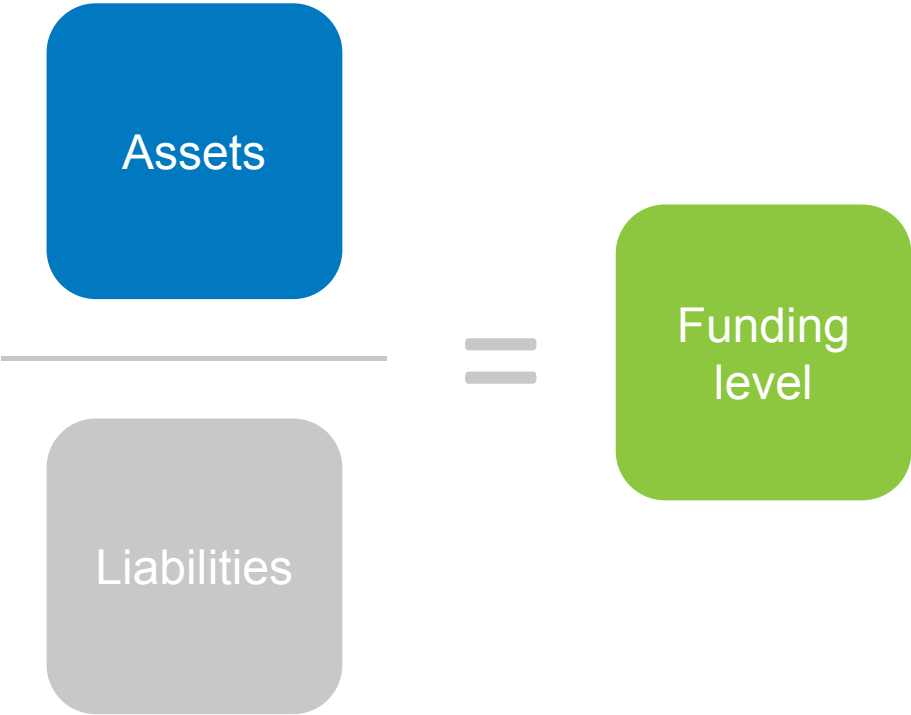 Assets
Liabilities
=
Funding
level